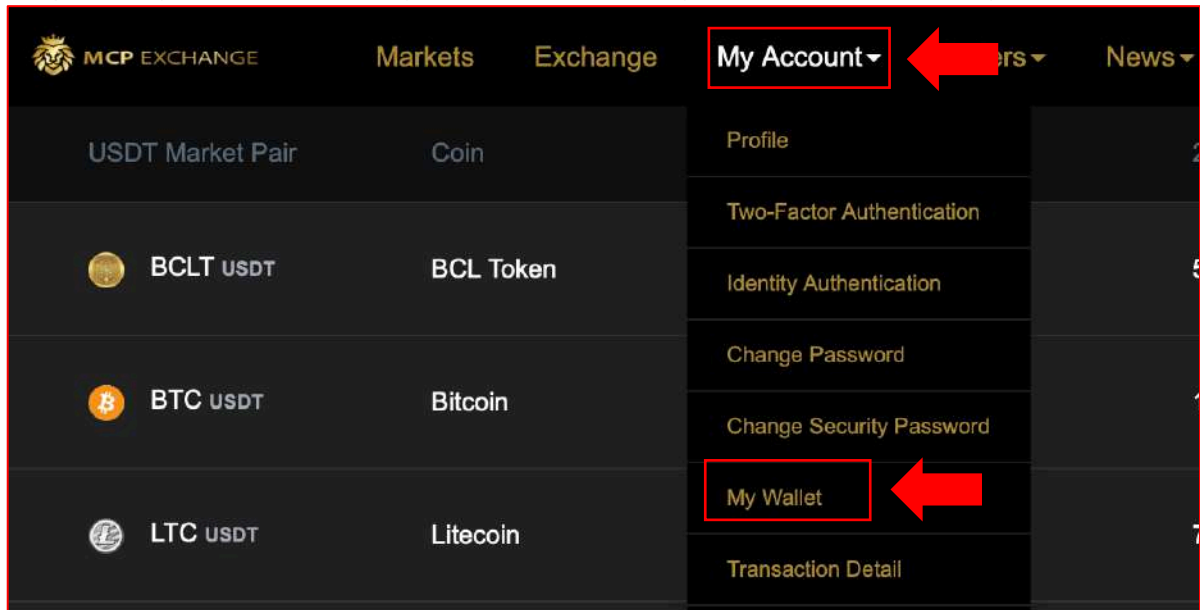 MCP EXCHANGE Markets Exchange My Account News
USDT Market Pair Coin
Profile
Two-Factor Authentication
BCLT USDT BCL Token
Identity Authentication
Change Password
BTC USDT Bitcoin
Change Security Password
My Wallet
LTC USDT Litecoin
Transaction Detail